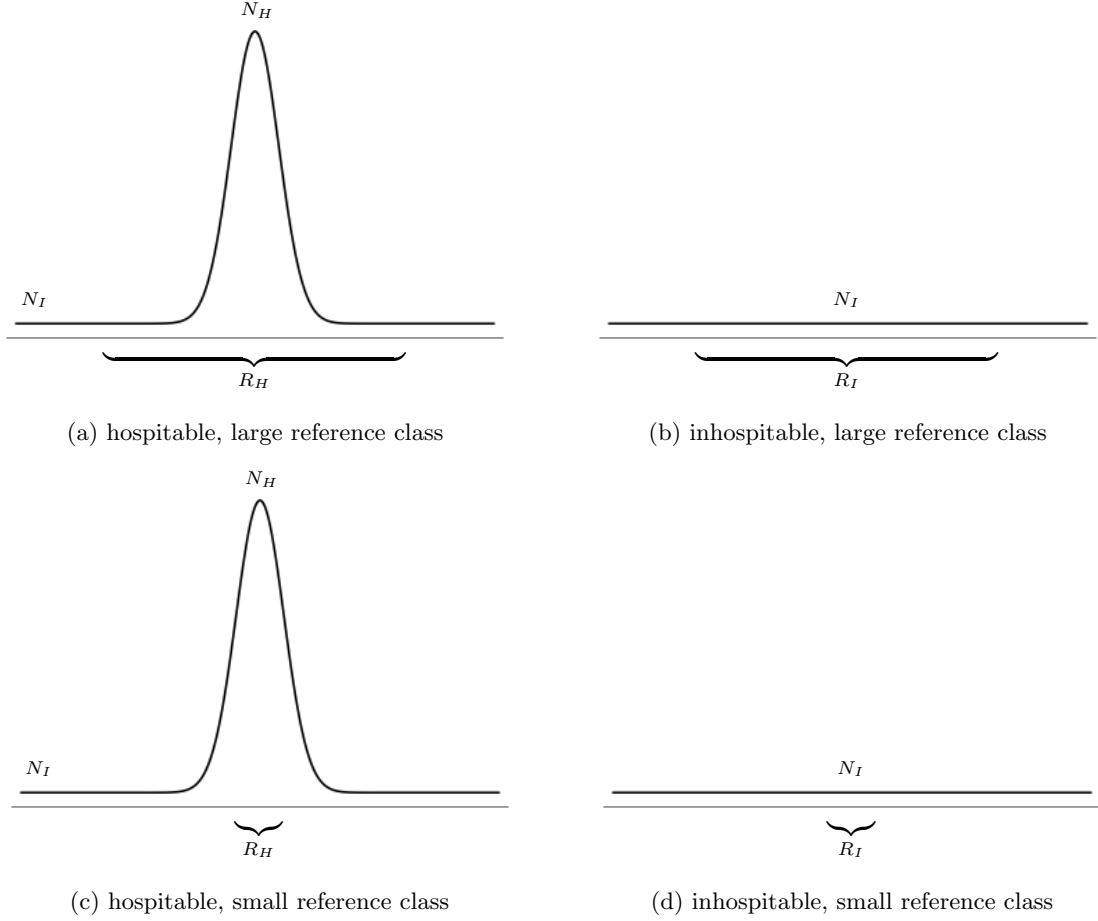 N_H
N_I
R_H
(a) hospitable, large reference class
N_I
R_I
(b) inhospitable, large reference class
N_H
N_I
R_H
(c) hospitable, small reference class
N_I
R_I
(d) inhospitable, small reference class